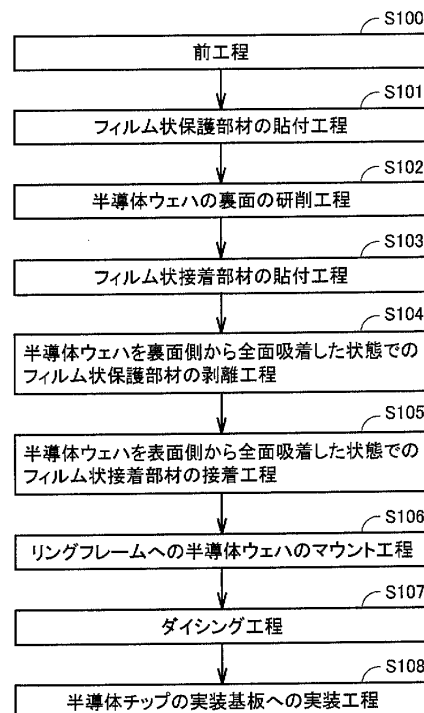 S100
前工程
S101
フィルム状保護部材の貼付工程
S102
半導体ウェハの裏面の研削工程
S103
フィルム状接着部材の貼付工程
S104
半導体ウェハを裏面側から全面吸着した状態での
フィルム状保護部材の剥離工程
S105
半導体ウェハを表面側から全面吸着した状態での
フィルム状接着部材の接着工程
S106
リングフレームへの半導体ウェハのマウント工程
S107
ダイシング工程
S108
半導体チップの実装基板への実装工程